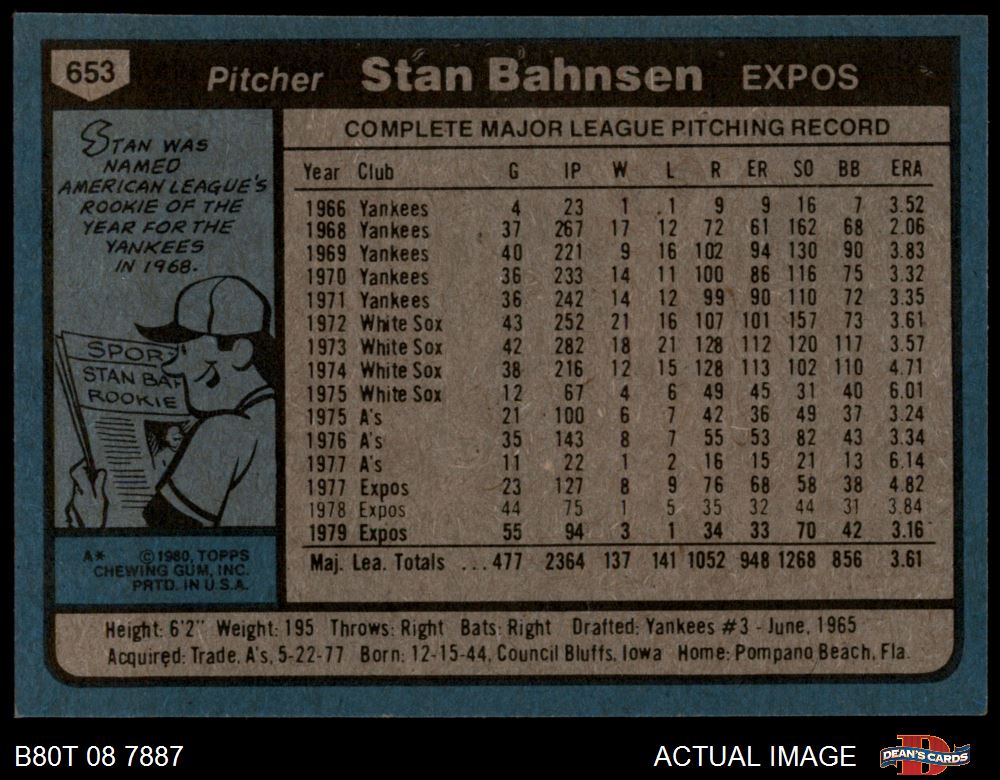 653 Pitcher Stan Bahnsen EXPOS
STAN WAS
NAMED
AMERICAN LEAGUE'S
ROOKIE OF THE
YEAR FOR THE
YANKEES
IN 1968.
SPOR
STAN BAH
ROOKIE
A* ©1980, TOPPS
CHEWING GUM, INC.
PRTD. IN U.S.A.
COMPLETE MAJOR LEAGUE PITCHING RECORD
Year Club G IP W L R ER SO BB ERA
1966 Yankees 4 23 1 1 9 9 16 7 3.52
1968 Yankees 37 267 17 12 72 61 162 68 2.06
1969 Yankees 40 221 9 16 102 94 130 90 3.83
1970 Yankees 36 233 14 11 100 86 116 75 3.32
1971 Yankees 36 242 14 12 99 90 110 72 3.35
1972 White Sox 43 252 21 16 107 101 157 73 3.61
1973 White Sox 42 282 18 21 128 112 120 117 3.57
1974 White Sox 38 216 12 15 128 113 102 110 4.71
1975 White Sox 12 67 4 6 49 45 31 40 6.01
1975 A's 21 100 6 7 42 36 49 37 3.24
1976 A's 35 143 8 7 55 53 82 43 3.34
1977 A's 11 22 1 2 16 15 21 13 6.14
1977 Expos 23 127 8 9 76 68 58 38 4.82
1978 Expos 44 75 1 5 35 32 44 31 3.84
1979 Expos 55 94 3 1 34 33 70 42 3.16
Maj. Lea. Totals ...477 2364 137 141 1052 948 1268 856 3.61
Height: 6'2" Weight: 195 Throws: Right Bats: Right Drafted: Yankees #3 - June, 1965
Acquired: Trade, A's, 5-22-77 Born: 12-15-44, Council Bluffs, Iowa Home: Pompano Beach, Fla.
B80T 08 7887 ACTUAL IMAGE DEAN'S CARDS